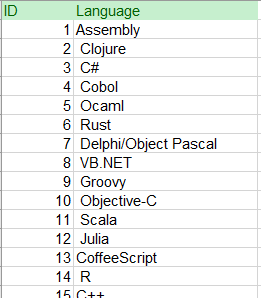 ID Language
1 Assembly
2 Clojure
3 C#
4 Cobol
5 Ocaml
6 Rust
7 Delphi/Object Pascal
8 VB.NET
9 Groovy
10 Objective-C
11 Scala
12 Julia
13 CoffeeScript
14 R
15 C++